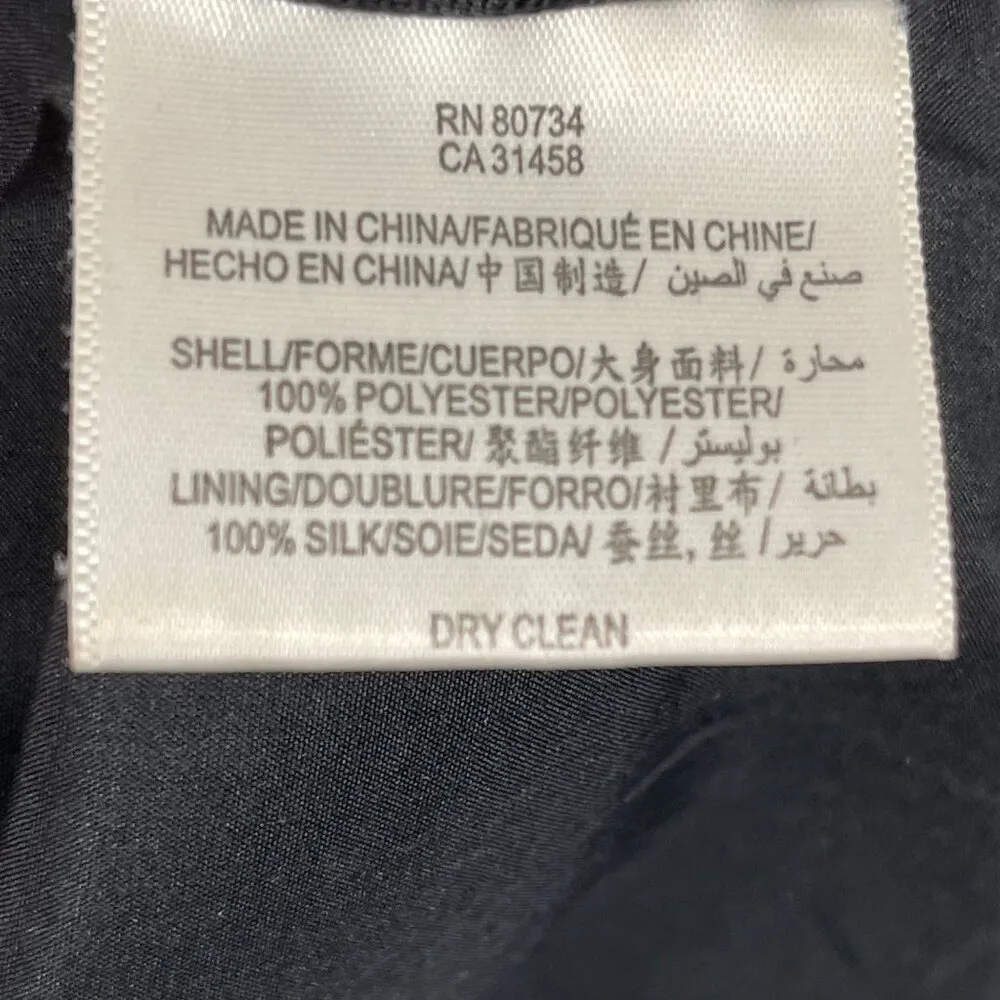 RN 80734
CA 31458
MADE IN CHINA/FABRIQUÉ EN CHINE/
HECHO EN CHINA/中国制造/ صنع في الصين
SHELL/FORME/CUERPO/大身面料/ محارة
100% POLYESTER/POLYESTER/
POLIÉSTER/ 聚酯纤维 / بوليستر
LINING/DOUBLURE/FORRO/衬里布/ بطانة
100% SILK/SOIE/SEDA/ 蚕丝, 丝 / حرير
DRY CLEAN